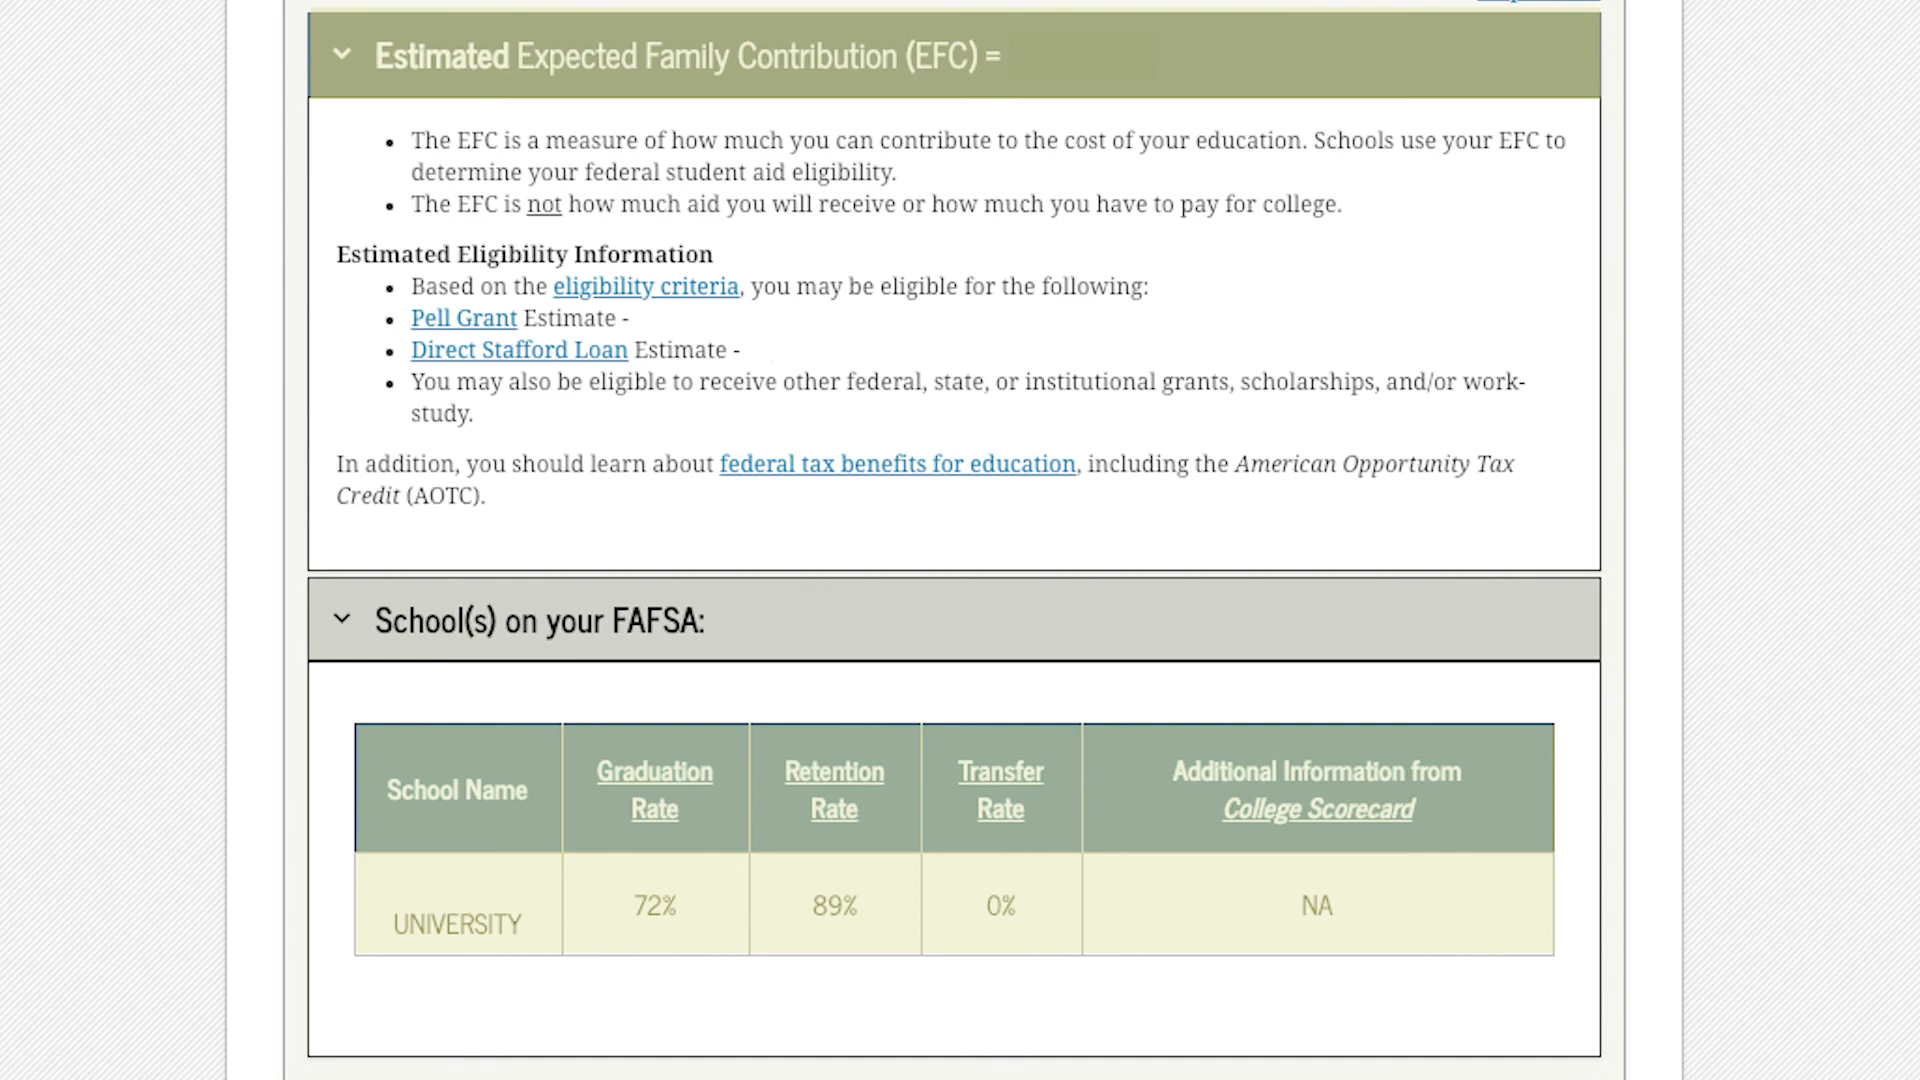 Estimated Expected Family Contribution (EFC) =
• The EFC is a measure of how much you can contribute to the cost of your education. Schools use your EFC to
determine your federal student aid eligibility.
• The EFC is not how much aid you will receive or how much you have to pay for college.
Estimated Eligibility Information
• Based on the eligibility criteria, you may be eligible for the following:
• Pell Grant Estimate -
• Direct Stafford Loan Estimate -
• You may also be eligible to receive other federal, state, or institutional grants, scholarships, and/or work-
study.
In addition, you should learn about federal tax benefits for education, including the American Opportunity Tax
Credit (AOTC).
School(s) on your FAFSA:
School Name
Graduation
Rate
Retention
Rate
Transfer
Rate
Additional Information from
College Scorecard
UNIVERSITY
72%
89%
0%
NA